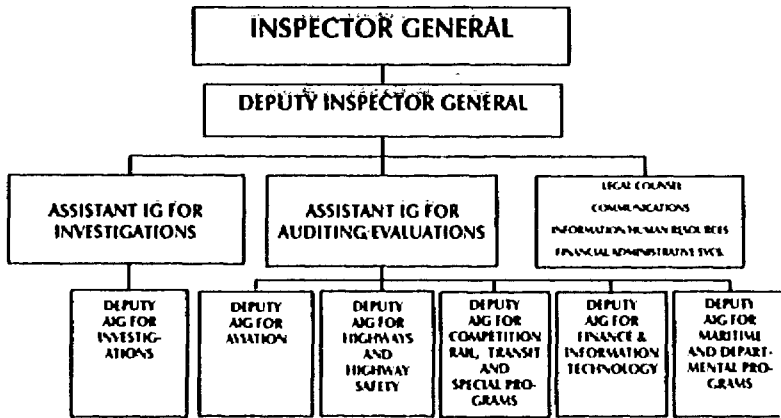 INSPECTOR GENERAL
DEPUTY INSPECTOR GENERAL
ASSISTANT IG FOR
INVESTIGATIONS
ASSISTANT IG FOR
AUDITING/EVALUATIONS
LEGAL COUNSEL
COMMUNICATIONS
INFORMATION HUMAN RESOURCES
FINANCIAL ADMINISTRATIVE SVCS.
DEPUTY
AIG FOR
INVESTIG-
ATIONS
DEPUTY
AIG FOR
AVIATION
DEPUTY
AIG FOR
HIGHWAYS
AND
HIGHWAY
SAFETY
DEPUTY
AIG FOR
COMPETITION
RAIL, TRANSIT
AND
SPECIAL PRO-
GRAMS
DEPUTY
AIG FOR
FINANCE &
INFORMATION
TECHNOLOGY
DEPUTY
AIG FOR
MARITIME
AND DEPART-
MENTAL PRO-
GRAMS